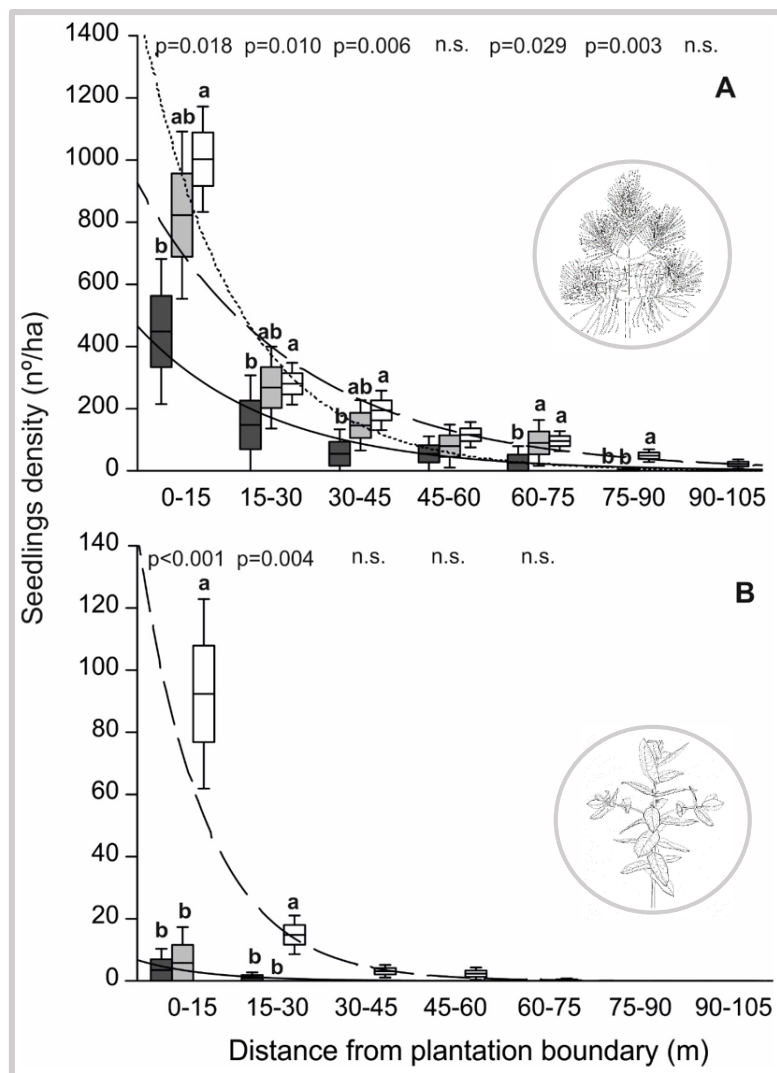 p=0.018 p=0.010 p=0.006 n.s. p=0.029 p=0.003 n.s.
A
1400
1200
1000
800
600
400
200
0
b ab a
b ab a
b ab a
b a a
b b a
0-15 15-30 30-45 45-60 60-75 75-90 90-105
Seedlings density (nº/ha)
p<0.001 p=0.004 n.s. n.s. n.s.
B
140
120
100
80
60
40
20
0
b b a
b b a
0-15 15-30 30-45 45-60 60-75 75-90 90-105
Distance from plantation boundary (m)